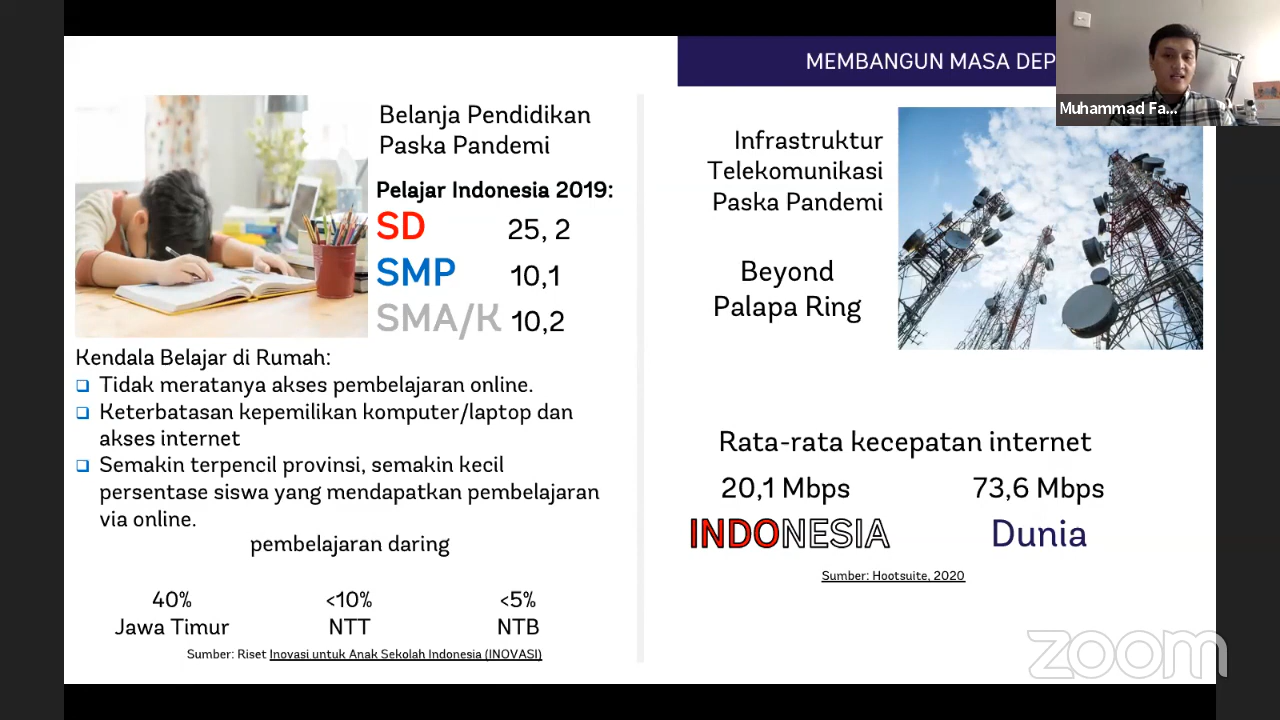 MEMBANGUN MASA DEP
Muhammad Fa...
Belanja Pendidikan
Paska Pandemi
Pelajar Indonesia 2019:
SD 25, 2
SMP 10,1
SMA/K 10,2
Kendala Belajar di Rumah:
Tidak meratanya akses pembelajaran online.
Keterbatasan kepemilikan komputer/laptop dan
akses internet
Semakin terpencil provinsi, semakin kecil
persentase siswa yang mendapatkan pembelajaran
via online.
pembelajaran daring
40% <10% <5%
Jawa Timur NTT NTB
Sumber: Riset Inovasi untuk Anak Sekolah Indonesia (INOVASI)
Infrastruktur
Telekomunikasi
Paska Pandemi
Beyond
Palapa Ring
Rata-rata kecepatan internet
20,1 Mbps 73,6 Mbps
INDONESIA Dunia
Sumber: Hootsuite, 2020
zoom